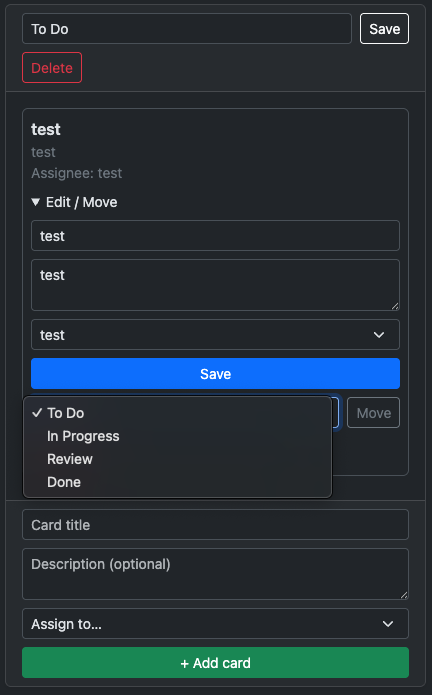 To Do
Save
Delete
test
test
Assignee: test
Edit / Move
test
test
test
Save
To Do
Move
In Progress
Review
Done
Card title
Description (optional)
Assign to...
+ Add card